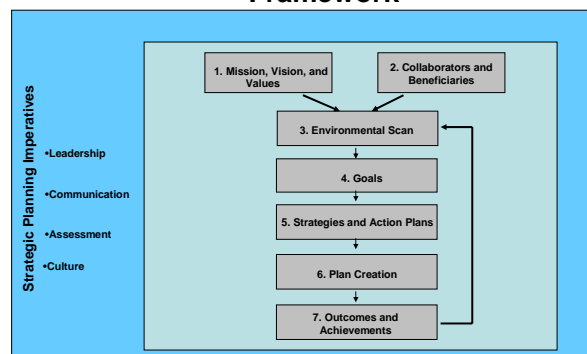 Framework
Strategic Planning Imperatives
•Leadership
•Communication
•Assessment
•Culture
1. Mission, Vision, and
Values
2. Collaborators and
Beneficiaries
3. Environmental Scan
4. Goals
5. Strategies and Action Plans
6. Plan Creation
7. Outcomes and
Achievements